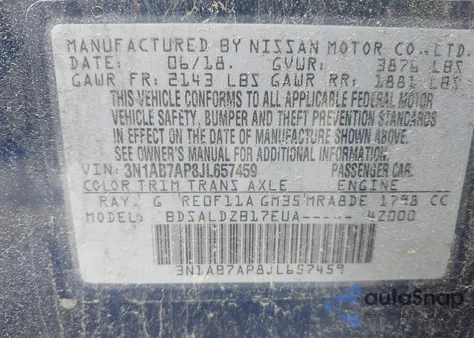 MANUFACTURED BY NISSAN MOTOR CO.,LTD.
DATE: 06/18. GVWR: 3876 LBS
GAWR FR: 2143 LBS GAWR RR: 1881 LBS
THIS VEHICLE CONFORMS TO ALL APPLICABLE FEDERAL MOTOR
VEHICLE SAFETY, BUMPER AND THEFT PREVENTION STANDARDS
IN EFFECT ON THE DATE OF MANUFACTURE SHOWN ABOVE.
SEE OWNER'S MANUAL FOR ADDITIONAL INFORMATION.
VIN: 3N1AB7AP8JL657459 PASSENGER CAR.
COLOR TRIM TRANS AXLE ENGINE
RAY G RE0F11A GM35 MRA8DE 1798 CC
MODEL: BDSALDZB17EUA----- 4Z000
3N1AB7AP8JL657459
autoSnap